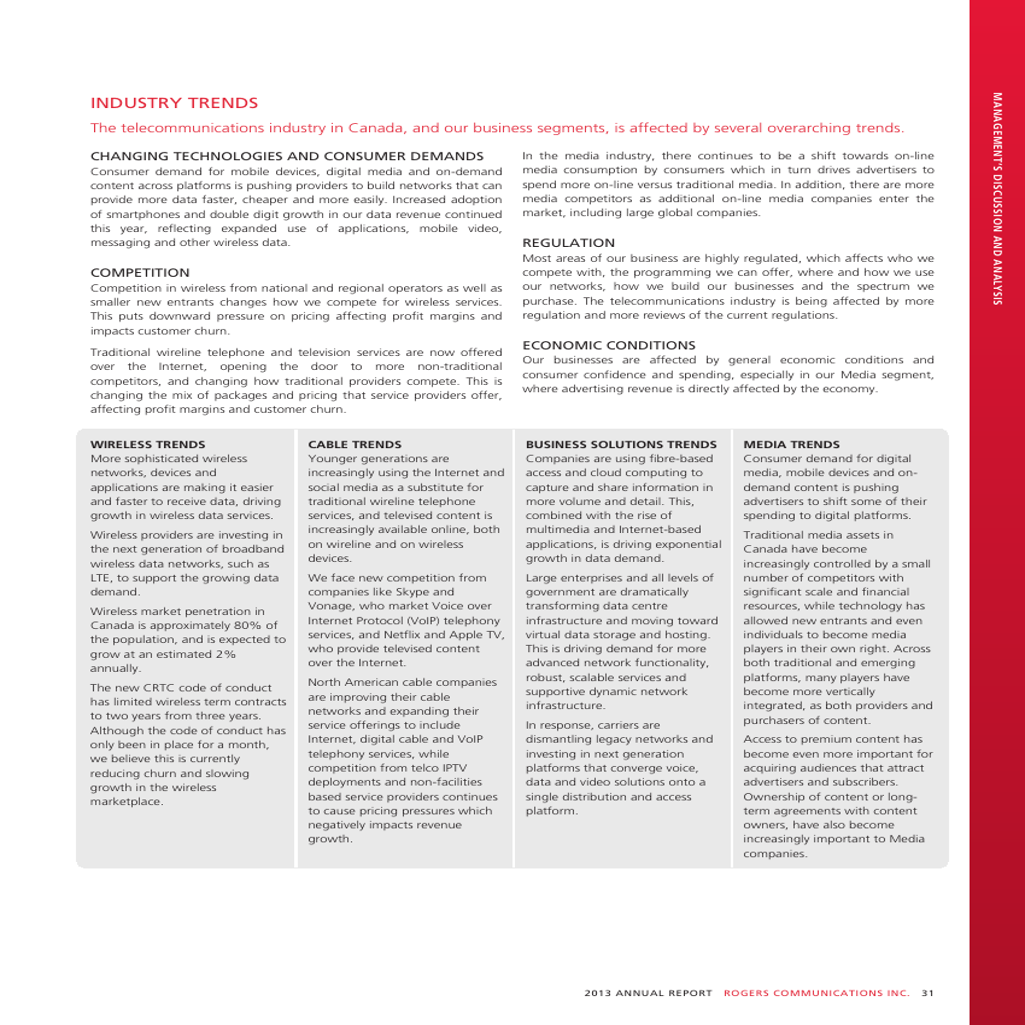 INDUSTRY TRENDS
The telecommunications industry in Canada, and our business segments, is affected by several overarching trends.
CHANGING TECHNOLOGIES AND CONSUMER DEMANDS
Consumer demand for mobile devices, digital media and on-demand
content across platforms is pushing providers to build networks that can
provide more data faster, cheaper and more easily. Increased adoption
of smartphones and double digit growth in our data revenue continued
this year, reflecting expanded use of applications, mobile video,
messaging and other wireless data.
COMPETITION
Competition in wireless from national and regional operators as well as
smaller new entrants changes how we compete for wireless services.
This puts downward pressure on pricing affecting profit margins and
impacts customer churn.
Traditional wireline telephone and television services are now offered
over the Internet, opening the door to more non-traditional
competitors, and changing how traditional providers compete. This is
changing the mix of packages and pricing that service providers offer,
affecting profit margins and customer churn.
In the media industry, there continues to be a shift towards on-line
media consumption by consumers which in turn drives advertisers to
spend more on-line versus traditional media. In addition, there are more
media competitors as additional on-line media companies enter the
market, including large global companies.
REGULATION
Most areas of our business are highly regulated, which affects who we
compete with, the programming we can offer, where and how we use
our networks, how we build our businesses and the spectrum we
purchase. The telecommunications industry is being affected by more
regulation and more reviews of the current regulations.
ECONOMIC CONDITIONS
Our businesses are affected by general economic conditions and
consumer confidence and spending, especially in our Media segment,
where advertising revenue is directly affected by the economy.
WIRELESS TRENDS
More sophisticated wireless
networks, devices and
applications are making it easier
and faster to receive data, driving
growth in wireless data services.
Wireless providers are investing in
the next generation of broadband
wireless data networks, such as
LTE, to support the growing data
demand.
Wireless market penetration in
Canada is approximately 80% of
the population, and is expected to
grow at an estimated 2%
annually.
The new CRTC code of conduct
has limited wireless term contracts
to two years from three years.
Although the code of conduct has
only been in place for a month,
we believe this is currently
reducing churn and slowing
growth in the wireless
marketplace.
CABLE TRENDS
Younger generations are
increasingly using the Internet and
social media as a substitute for
traditional wireline telephone
services, and televised content is
increasingly available online, both
on wireline and on wireless
devices.
We face new competition from
companies like Skype and
Vonage, who market Voice over
Internet Protocol (VoIP) telephony
services, and Netflix and Apple TV,
who provide televised content
over the Internet.
North American cable companies
are improving their cable
networks and expanding their
service offerings to include
Internet, digital cable and VoIP
telephony services, while
competition from telco IPTV
deployments and non-facilities
based service providers continues
to cause pricing pressures which
negatively impacts revenue
growth.
BUSINESS SOLUTIONS TRENDS
Companies are using fibre-based
access and cloud computing to
capture and share information in
more volume and detail. This,
combined with the rise of
multimedia and Internet-based
applications, is driving exponential
growth in data demand.
Large enterprises and all levels of
government are dramatically
transforming data centre
infrastructure and moving toward
virtual data storage and hosting.
This is driving demand for more
advanced network functionality,
robust, scalable services and
supportive dynamic network
infrastructure.
In response, carriers are
dismantling legacy networks and
investing in next generation
platforms that converge voice,
data and video solutions onto a
single distribution and access
platform.
MEDIA TRENDS
Consumer demand for digital
media, mobile devices and on-
demand content is pushing
advertisers to shift some of their
spending to digital platforms.
Traditional media assets in
Canada have become
increasingly controlled by a small
number of competitors with
significant scale and financial
resources, while technology has
allowed new entrants and even
individuals to become media
players in their own right. Across
both traditional and emerging
platforms, many players have
become more vertically
integrated, as both providers and
purchasers of content.
Access to premium content has
become even more important for
acquiring audiences that attract
advertisers and subscribers.
Ownership of content or long-
term agreements with content
owners, have also become
increasingly important to Media
companies.
MANAGEMENT'S DISCUSSION AND ANALYSIS
2013 ANNUAL REPORT ROGERS COMMUNICATIONS INC. 31